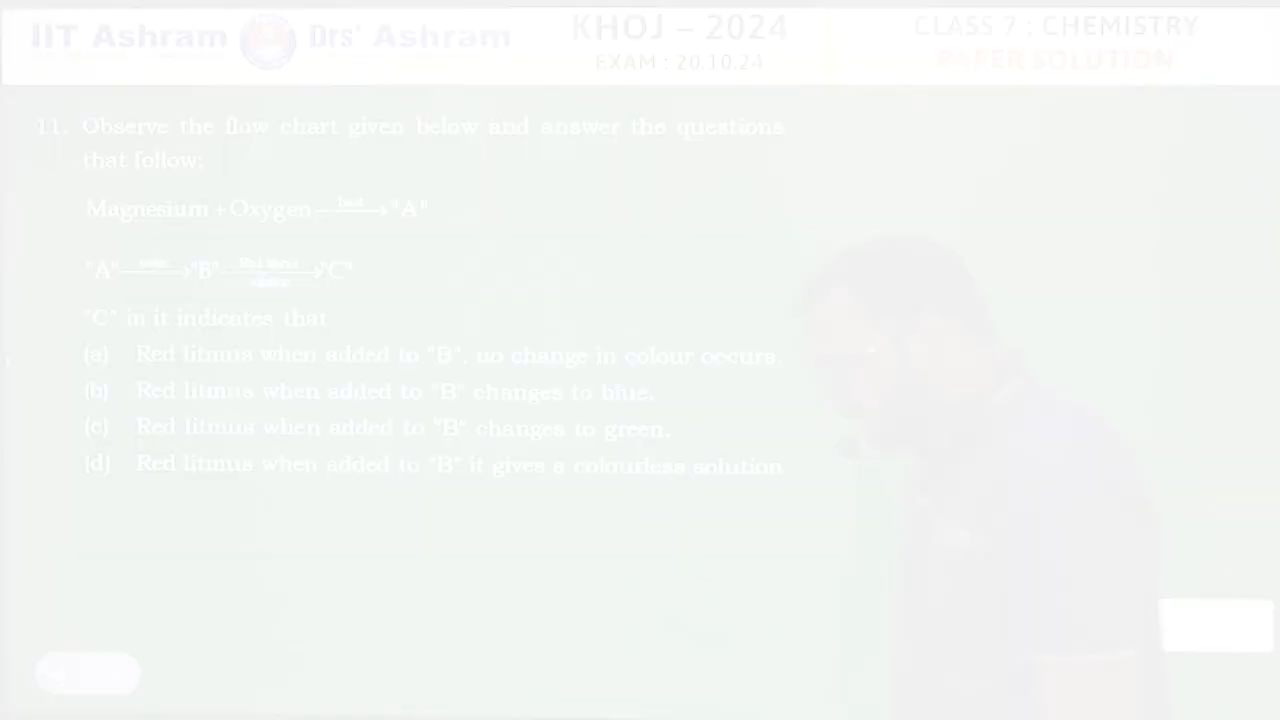 IIT Ashram Drs' Ashram
KHOJ – 2024
EXAM : 20.10.24
CLASS 7 : CHEMISTRY
PAPER SOLUTION
11. Observe the flow chart given below and answer the questions
that follow:
Magnesium + Oxygen heat "A"
"A" "B" Red litmus "C"
"C" in it indicates that
(a) Red litmus when added to "B", no change in colour occurs.
(b) Red litmus when added to "B" changes to blue.
(c) Red litmus when added to "B" changes to green.
(d) Red litmus when added to "B" it gives a colourless solution